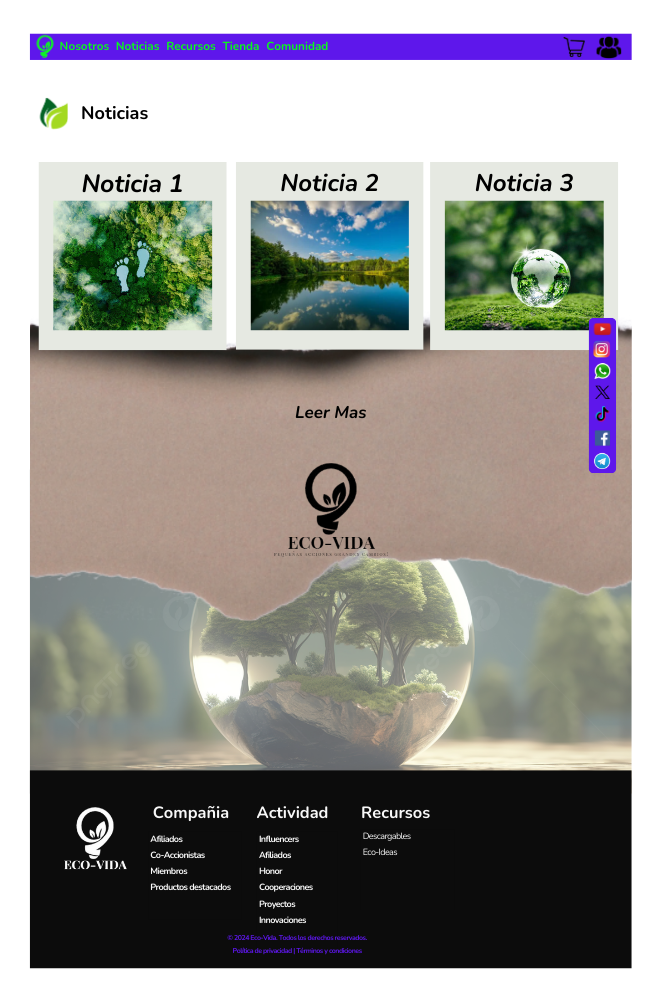 Nosotros Noticias Recursos Tienda Comunidad
Noticias
Noticia 1
Noticia 2
Noticia 3
Leer Mas
ECO-VIDA
PEQUEÑAS ACCIONES GRANDES CAMBIOS
ECO-VIDA
Compañia
Afiliados
Co-Accionistas
Miembros
Productos destacados
Actividad
Influencers
Afiliados
Honor
Cooperaciones
Proyectos
Innovaciones
Recursos
Descargables
Eco-Ideas
© 2024 Eco-Vida. Todos los derechos reservados.
Política de privacidad | Términos y condiciones